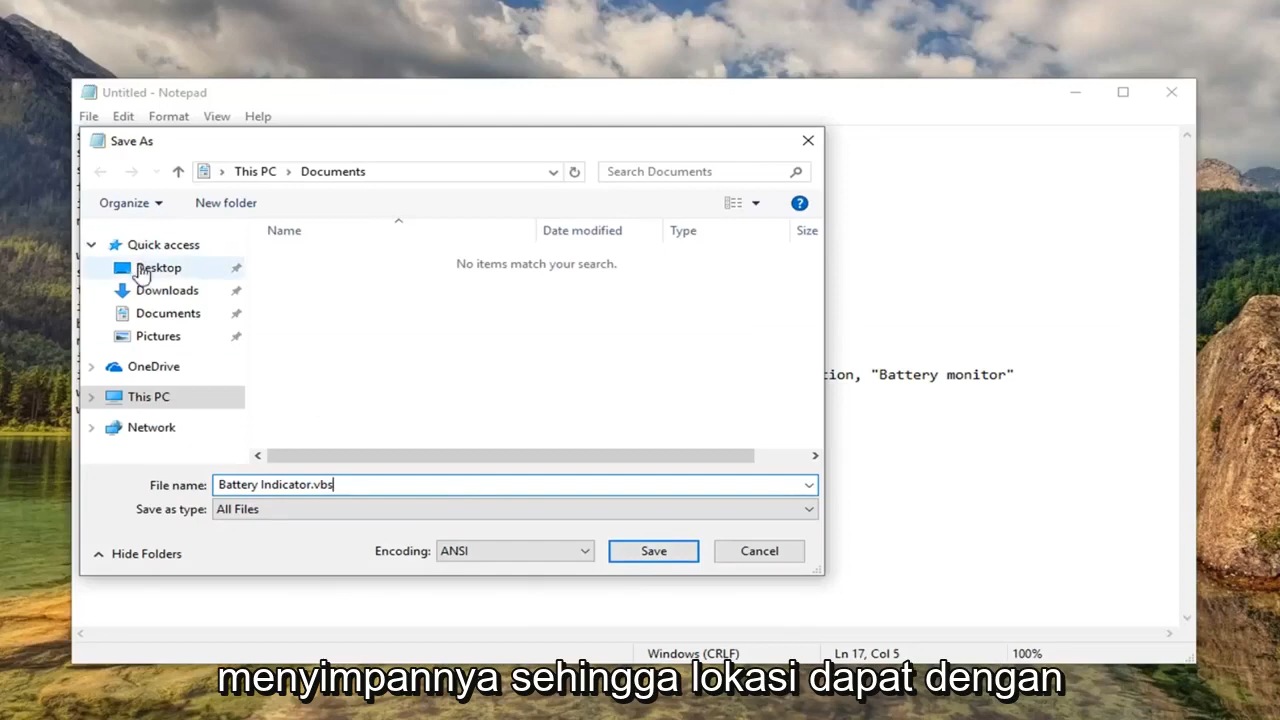 Untitled - Notepad
File Edit Format View Help
Save As
This PC > Documents
Search Documents
Organize
New folder
?
Name
Date modified
Type
Size
Quick access
No items match your search.
Desktop
Downloads
Documents
Pictures
OneDrive
This PC
Network
tion, "Battery monitor"
File name: Battery Indicator.vbs
Save as type: All Files
Hide Folders
Encoding: ANSI
Save
Cancel
Windows (CRLF)
Ln 17, Col 5
100%
menyimpannya sehingga lokasi dapat dengan